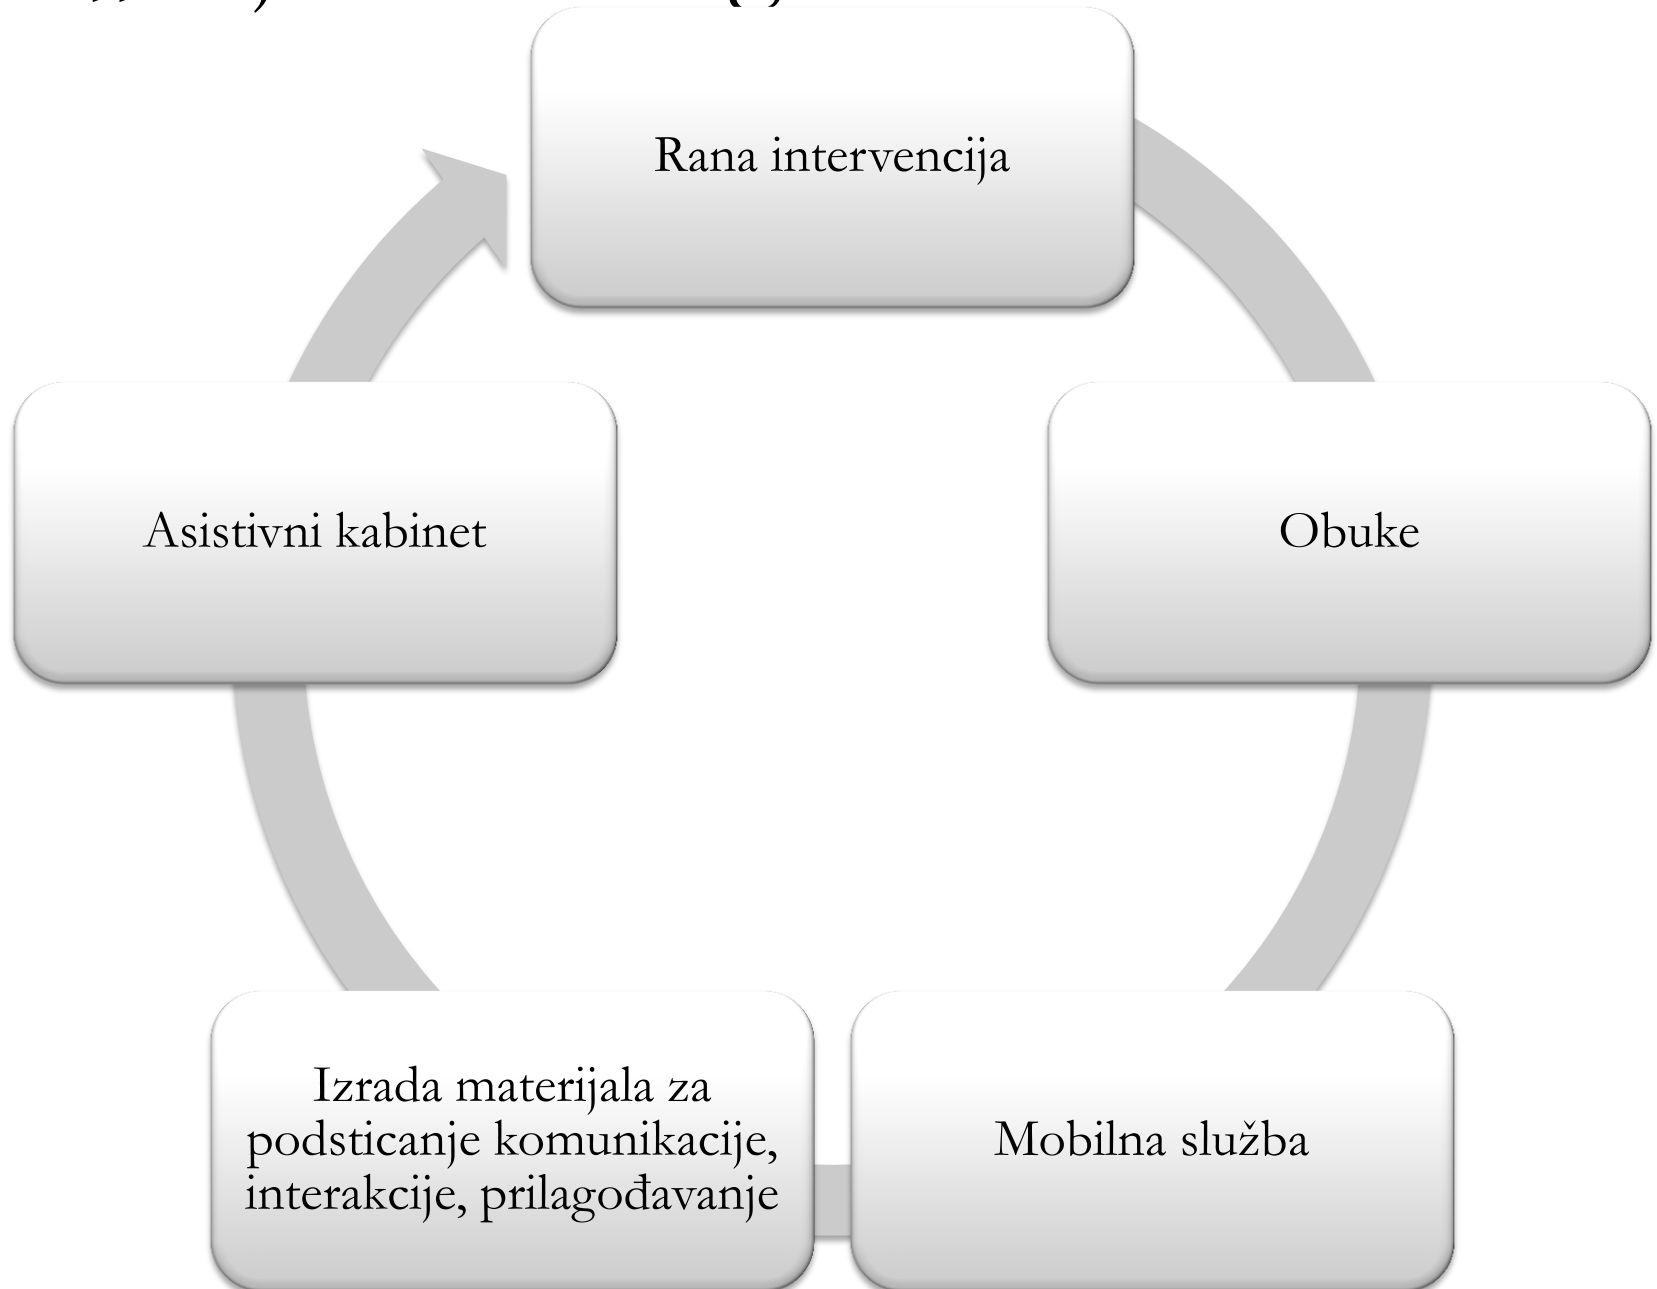 Rana intervencija
Asistivni kabinet
Obuke
Izrada materijala za
podsticanje komunikacije,
interakcije, prilagođavanje
Mobilna služba